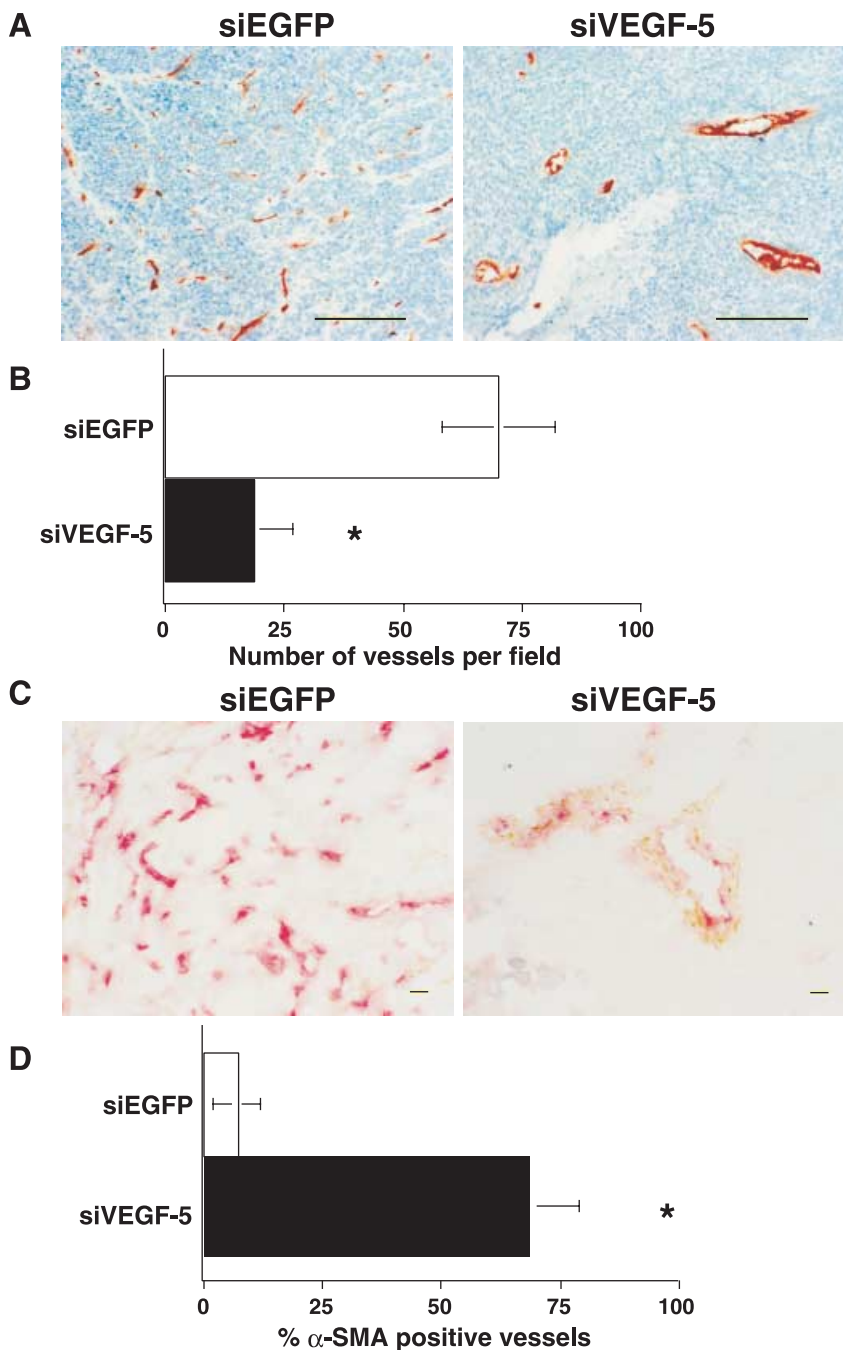 A
siEGFP
siVEGF-5
B
siEGFP
siVEGF-5
*
0 25 50 75 100
Number of vessels per field
C
siEGFP
siVEGF-5
D
siEGFP
siVEGF-5
*
0 25 50 75 100
% α-SMA positive vessels